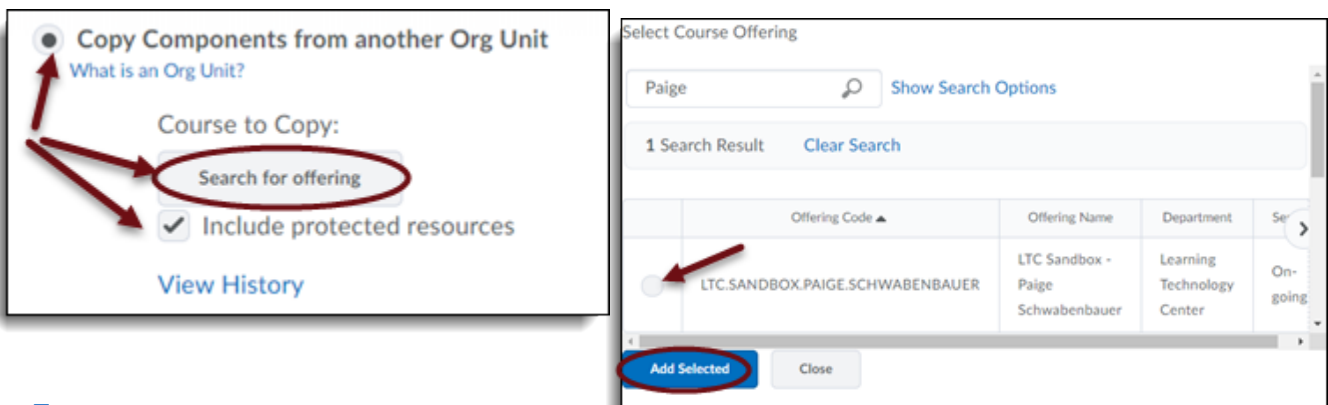 Copy Components from another Org Unit
What is an Org Unit?
Course to Copy:
Search for offering
Include protected resources
View History
Select Course Offering
Paige
Show Search Options
1 Search Result Clear Search
Offering Code Offering Name Department
LTC.SANDBOX.PAIGE.SCHWABENBAUER
LTC Sandbox -
Paige
Schwabenbauer
Learning
Technology
Center
On-
going
Add Selected Close